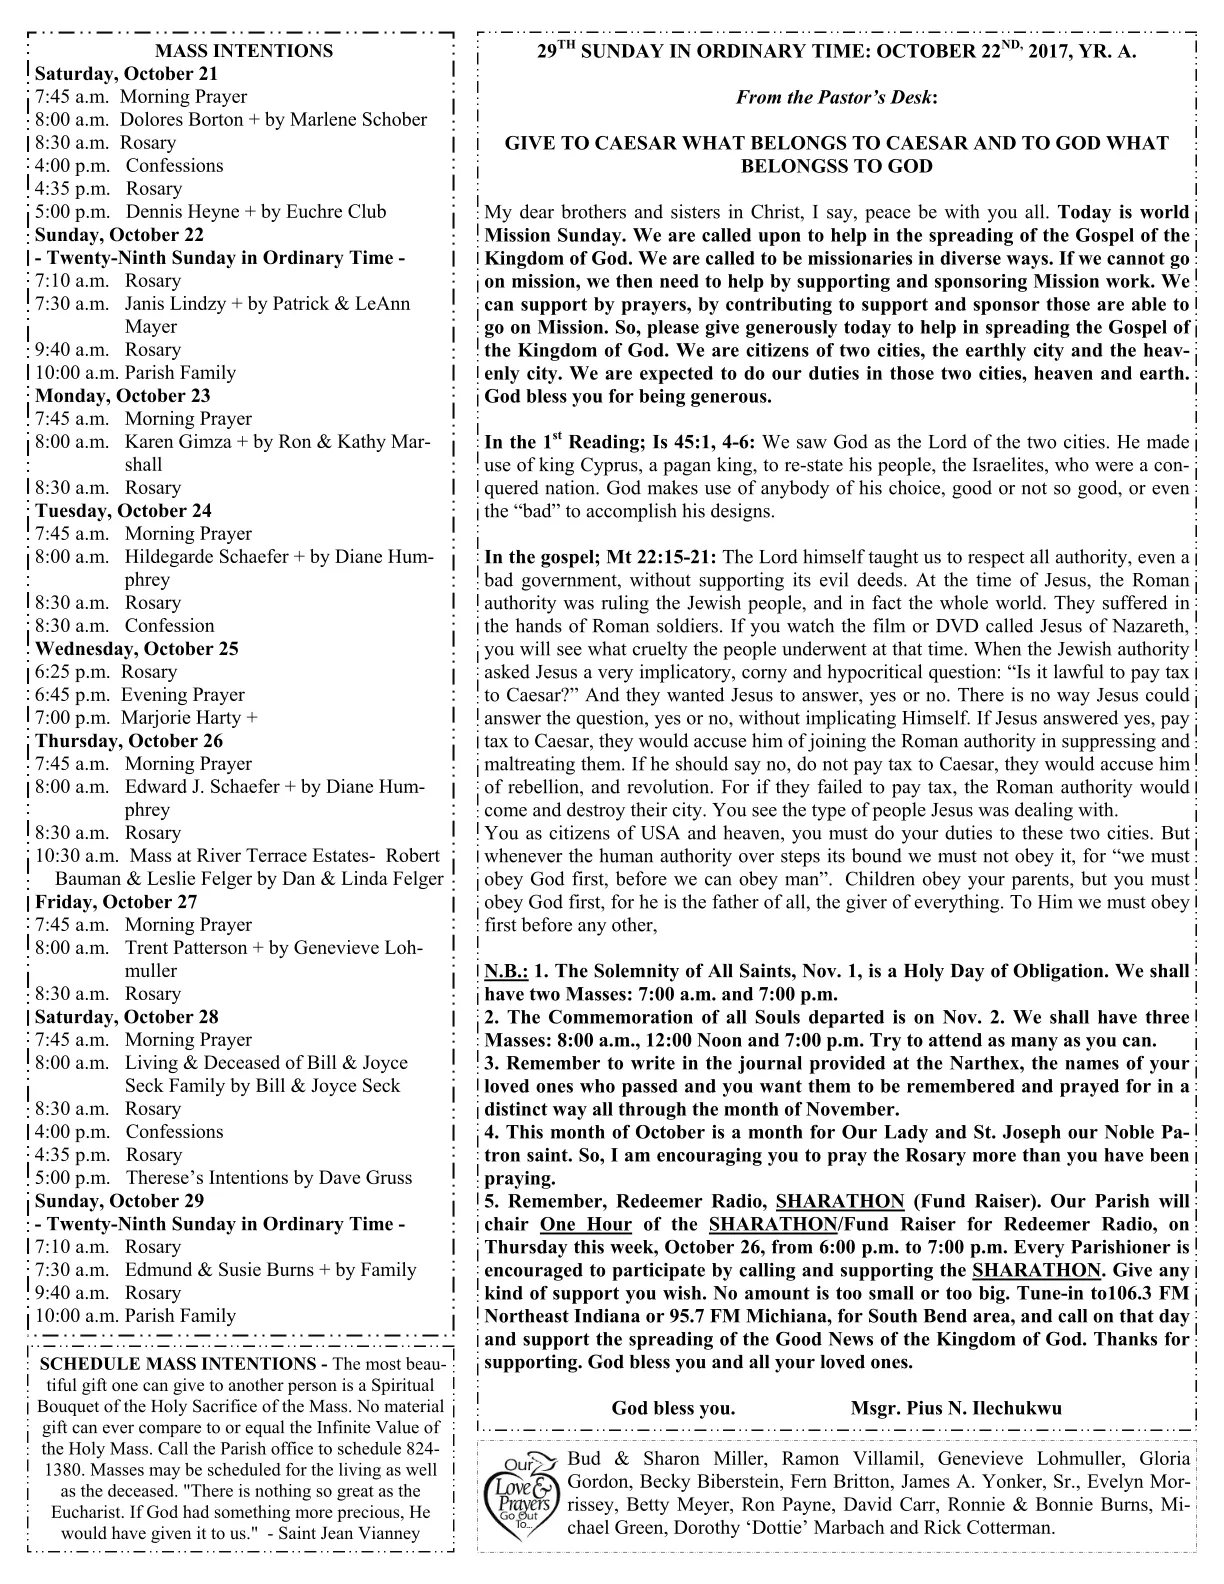 MASS INTENTIONS
Saturday, October 21
7:45 a.m. Morning Prayer
8:00 a.m. Dolores Borton + by Marlene Schober
8:30 a.m. Rosary
4:00 p.m. Confessions
4:35 p.m. Rosary
5:00 p.m. Dennis Heyne + by Euchre Club
Sunday, October 22
- Twenty-Ninth Sunday in Ordinary Time -
7:10 a.m. Rosary
7:30 a.m. Janis Lindzy + by Patrick & LeAnn
Mayer
9:40 a.m. Rosary
10:00 a.m. Parish Family
Monday, October 23
7:45 a.m. Morning Prayer
8:00 a.m. Karen Gimza + by Ron & Kathy Mar-
shall
8:30 a.m. Rosary
Tuesday, October 24
7:45 a.m. Morning Prayer
8:00 a.m. Hildegarde Schaefer + by Diane Hum-
phrey
8:30 a.m. Rosary
8:30 a.m. Confession
Wednesday, October 25
6:25 p.m. Rosary
6:45 p.m. Evening Prayer
7:00 p.m. Marjorie Harty +
Thursday, October 26
7:45 a.m. Morning Prayer
8:00 a.m. Edward J. Schaefer + by Diane Hum-
phrey
8:30 a.m. Rosary
10:30 a.m. Mass at River Terrace Estates- Robert
Bauman & Leslie Felger by Dan & Linda Felger
Friday, October 27
7:45 a.m. Morning Prayer
8:00 a.m. Trent Patterson + by Genevieve Loh-
muller
8:30 a.m. Rosary
Saturday, October 28
7:45 a.m. Morning Prayer
8:00 a.m. Living & Deceased of Bill & Joyce
Seck Family by Bill & Joyce Seck
8:30 a.m. Rosary
4:00 p.m. Confessions
4:35 p.m. Rosary
5:00 p.m. Therese's Intentions by Dave Gruss
Sunday, October 29
- Twenty-Ninth Sunday in Ordinary Time -
7:10 a.m. Rosary
7:30 a.m. Edmund & Susie Burns + by Family
9:40 a.m. Rosary
10:00 a.m. Parish Family
SCHEDULE MASS INTENTIONS - The most beau-
tiful gift one can give to another person is a Spiritual
Bouquet of the Holy Sacrifice of the Mass. No material
gift can ever compare to or equal the Infinite Value of
the Holy Mass. Call the Parish office to schedule 824-
1380. Masses may be scheduled for the living as well
as the deceased. "There is nothing so great as the
Eucharist. If God had something more precious, He
would have given it to us." - Saint Jean Vianney
29TH SUNDAY IN ORDINARY TIME: OCTOBER 22ND, 2017, YR. A.
From the Pastor's Desk:
GIVE TO CAESAR WHAT BELONGS TO CAESAR AND TO GOD WHAT
BELONGSS TO GOD
My dear brothers and sisters in Christ, I say, peace be with you all. Today is world
Mission Sunday. We are called upon to help in the spreading of the Gospel of the
Kingdom of God. We are called to be missionaries in diverse ways. If we cannot go
on mission, we then need to help by supporting and sponsoring Mission work. We
can support by prayers, by contributing to support and sponsor those are able to
go on Mission. So, please give generously today to help in spreading the Gospel of
the Kingdom of God. We are citizens of two cities, the earthly city and the heav-
enly city. We are expected to do our duties in those two cities, heaven and earth.
God bless you for being generous.
In the 1st Reading; Is 45:1, 4-6: We saw God as the Lord of the two cities. He made
use of king Cyprus, a pagan king, to re-state his people, the Israelites, who were a con-
quered nation. God makes use of anybody of his choice, good or not so good, or even
the “bad” to accomplish his designs.
In the gospel; Mt 22:15-21: The Lord himself taught us to respect all authority, even a
bad government, without supporting its evil deeds. At the time of Jesus, the Roman
authority was ruling the Jewish people, and in fact the whole world. They suffered in
the hands of Roman soldiers. If you watch the film or DVD called Jesus of Nazareth,
you will see what cruelty the people underwent at that time. When the Jewish authority
asked Jesus a very implicatory, corny and hypocritical question: “Is it lawful to pay tax
to Caesar?” And they wanted Jesus to answer, yes or no. There is no way Jesus could
answer the question, yes or no, without implicating Himself. If Jesus answered yes, pay
tax to Caesar, they would accuse him of joining the Roman authority in suppressing and
maltreating them. If he should say no, do not pay tax to Caesar, they would accuse him
of rebellion, and revolution. For if they failed to pay tax, the Roman authority would
come and destroy their city. You see the type of people Jesus was dealing with.
You as citizens of USA and heaven, you must do your duties to these two cities. But
whenever the human authority over steps its bound we must not obey it, for “we must
obey God first, before we can obey man”. Children obey your parents, but you must
obey God first, for he is the father of all, the giver of everything. To Him we must obey
first before any other,
N.B.: 1. The Solemnity of All Saints, Nov. 1, is a Holy Day of Obligation. We shall
have two Masses: 7:00 a.m. and 7:00 p.m.
2. The Commemoration of all Souls departed is on Nov. 2. We shall have three
Masses: 8:00 a.m., 12:00 Noon and 7:00 p.m. Try to attend as many as you can.
3. Remember to write in the journal provided at the Narthex, the names of your
loved ones who passed and you want them to be remembered and prayed for in a
distinct way all through the month of November.
4. This month of October is a month for Our Lady and St. Joseph our Noble Pa-
tron saint. So, I am encouraging you to pray the Rosary more than you have been
praying.
5. Remember, Redeemer Radio, SHARATHON (Fund Raiser). Our Parish will
chair One Hour of the SHARATHON/Fund Raiser for Redeemer Radio, on
Thursday this week, October 26, from 6:00 p.m. to 7:00 p.m. Every Parishioner is
encouraged to participate by calling and supporting the SHARATHON. Give any
kind of support you wish. No amount is too small or too big. Tune-in to106.3 FM
Northeast Indiana or 95.7 FM Michiana, for South Bend area, and call on that day
and support the spreading of the Good News of the Kingdom of God. Thanks for
supporting. God bless you and all your loved ones.
God bless you. Msgr. Pius N. Ilechukwu
Our
Love &
Prayers
Go Out
To...
Bud & Sharon Miller, Ramon Villamil, Genevieve Lohmuller, Gloria
Gordon, Becky Biberstein, Fern Britton, James A. Yonker, Sr., Evelyn Mor-
rissey, Betty Meyer, Ron Payne, David Carr, Ronnie & Bonnie Burns, Mi-
chael Green, Dorothy ‘Dottie’ Marbach and Rick Cotterman.